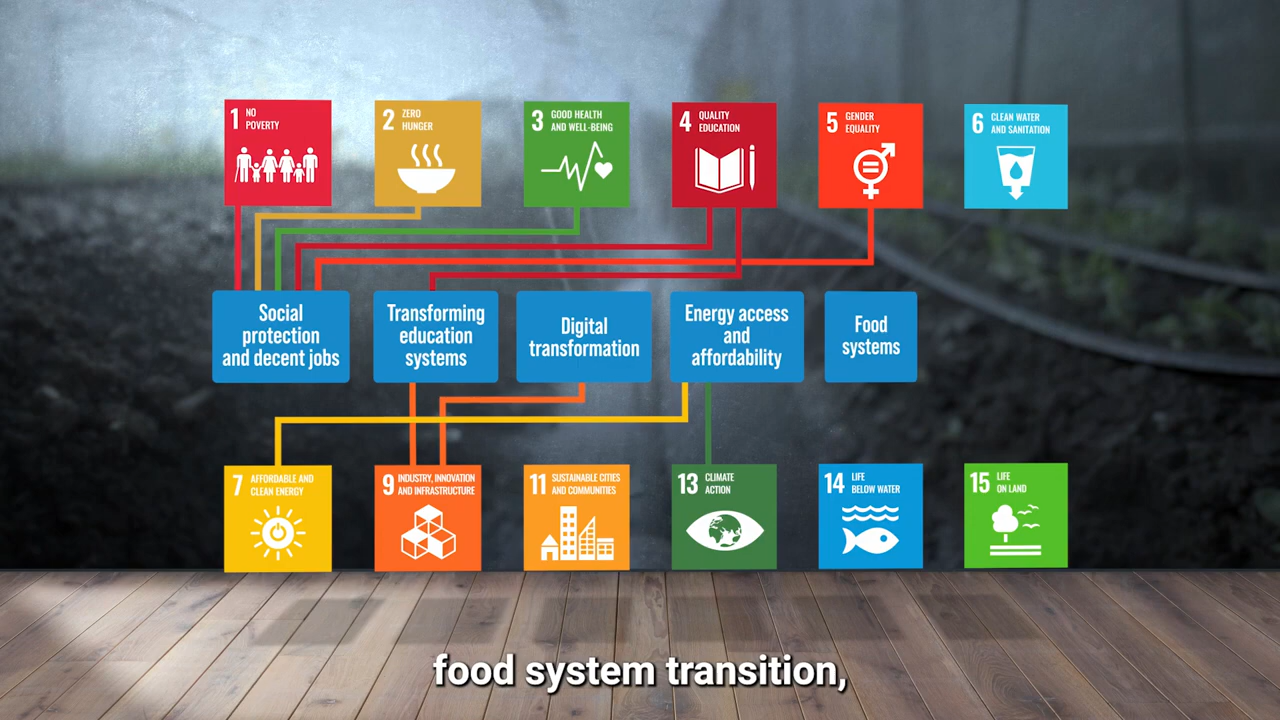 1 NO
POVERTY
2 ZERO
HUNGER
3 GOOD HEALTH
AND WELL-BEING
4 QUALITY
EDUCATION
5 GENDER
EQUALITY
6 CLEAN WATER
AND SANITATION
Social
protection
and decent jobs
Transforming
education
systems
Digital
transformation
Energy access
and
affordability
Food
systems
7 AFFORDABLE AND
CLEAN ENERGY
9 INDUSTRY, INNOVATION
AND INFRASTRUCTURE
11 SUSTAINABLE CITIES
AND COMMUNITIES
13 CLIMATE
ACTION
14 LIFE
BELOW WATER
15 LIFE
ON LAND
food system transition,